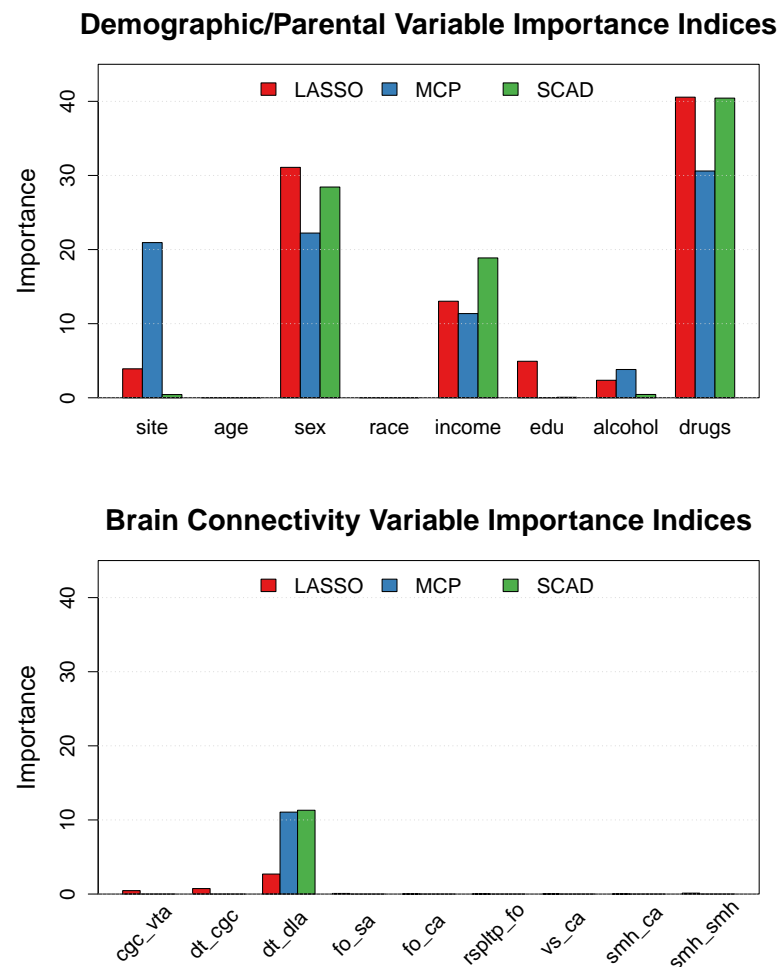 Demographic/Parental Variable Importance Indices
LASSO MCP SCAD
Importance
40
30
20
10
0
site age sex race income edu alcohol drugs
Brain Connectivity Variable Importance Indices
LASSO MCP SCAD
Importance
40
30
20
10
0
cgc_vta dt_cgc dt_dla fo_sa fo_ca rspltp_fo vs_ca smh_ca smh_smh